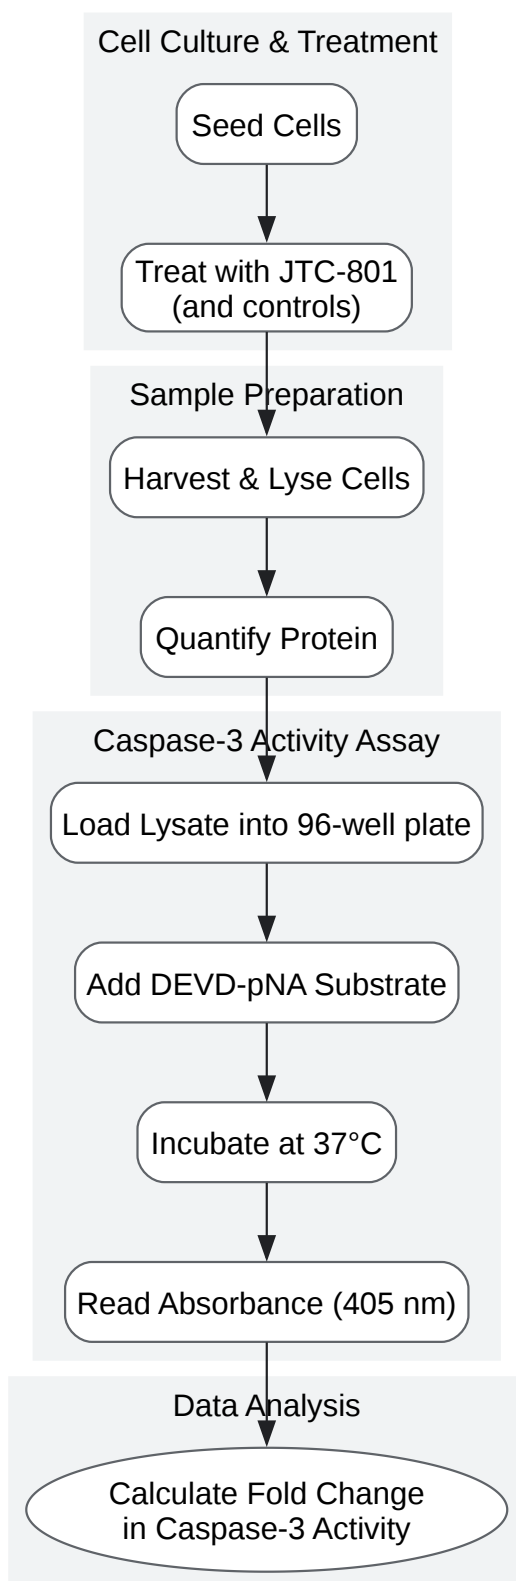 Cell Culture & Treatment
Seed Cells
Treat with JTC-801
(and controls)
Sample Preparation
Harvest & Lyse Cells
Quantify Protein
Caspase-3 Activity Assay
Load Lysate into 96-well plate
Add DEVD-pNA Substrate
Incubate at 37°C
Read Absorbance (405 nm)
Data Analysis
Calculate Fold Change
in Caspase-3 Activity